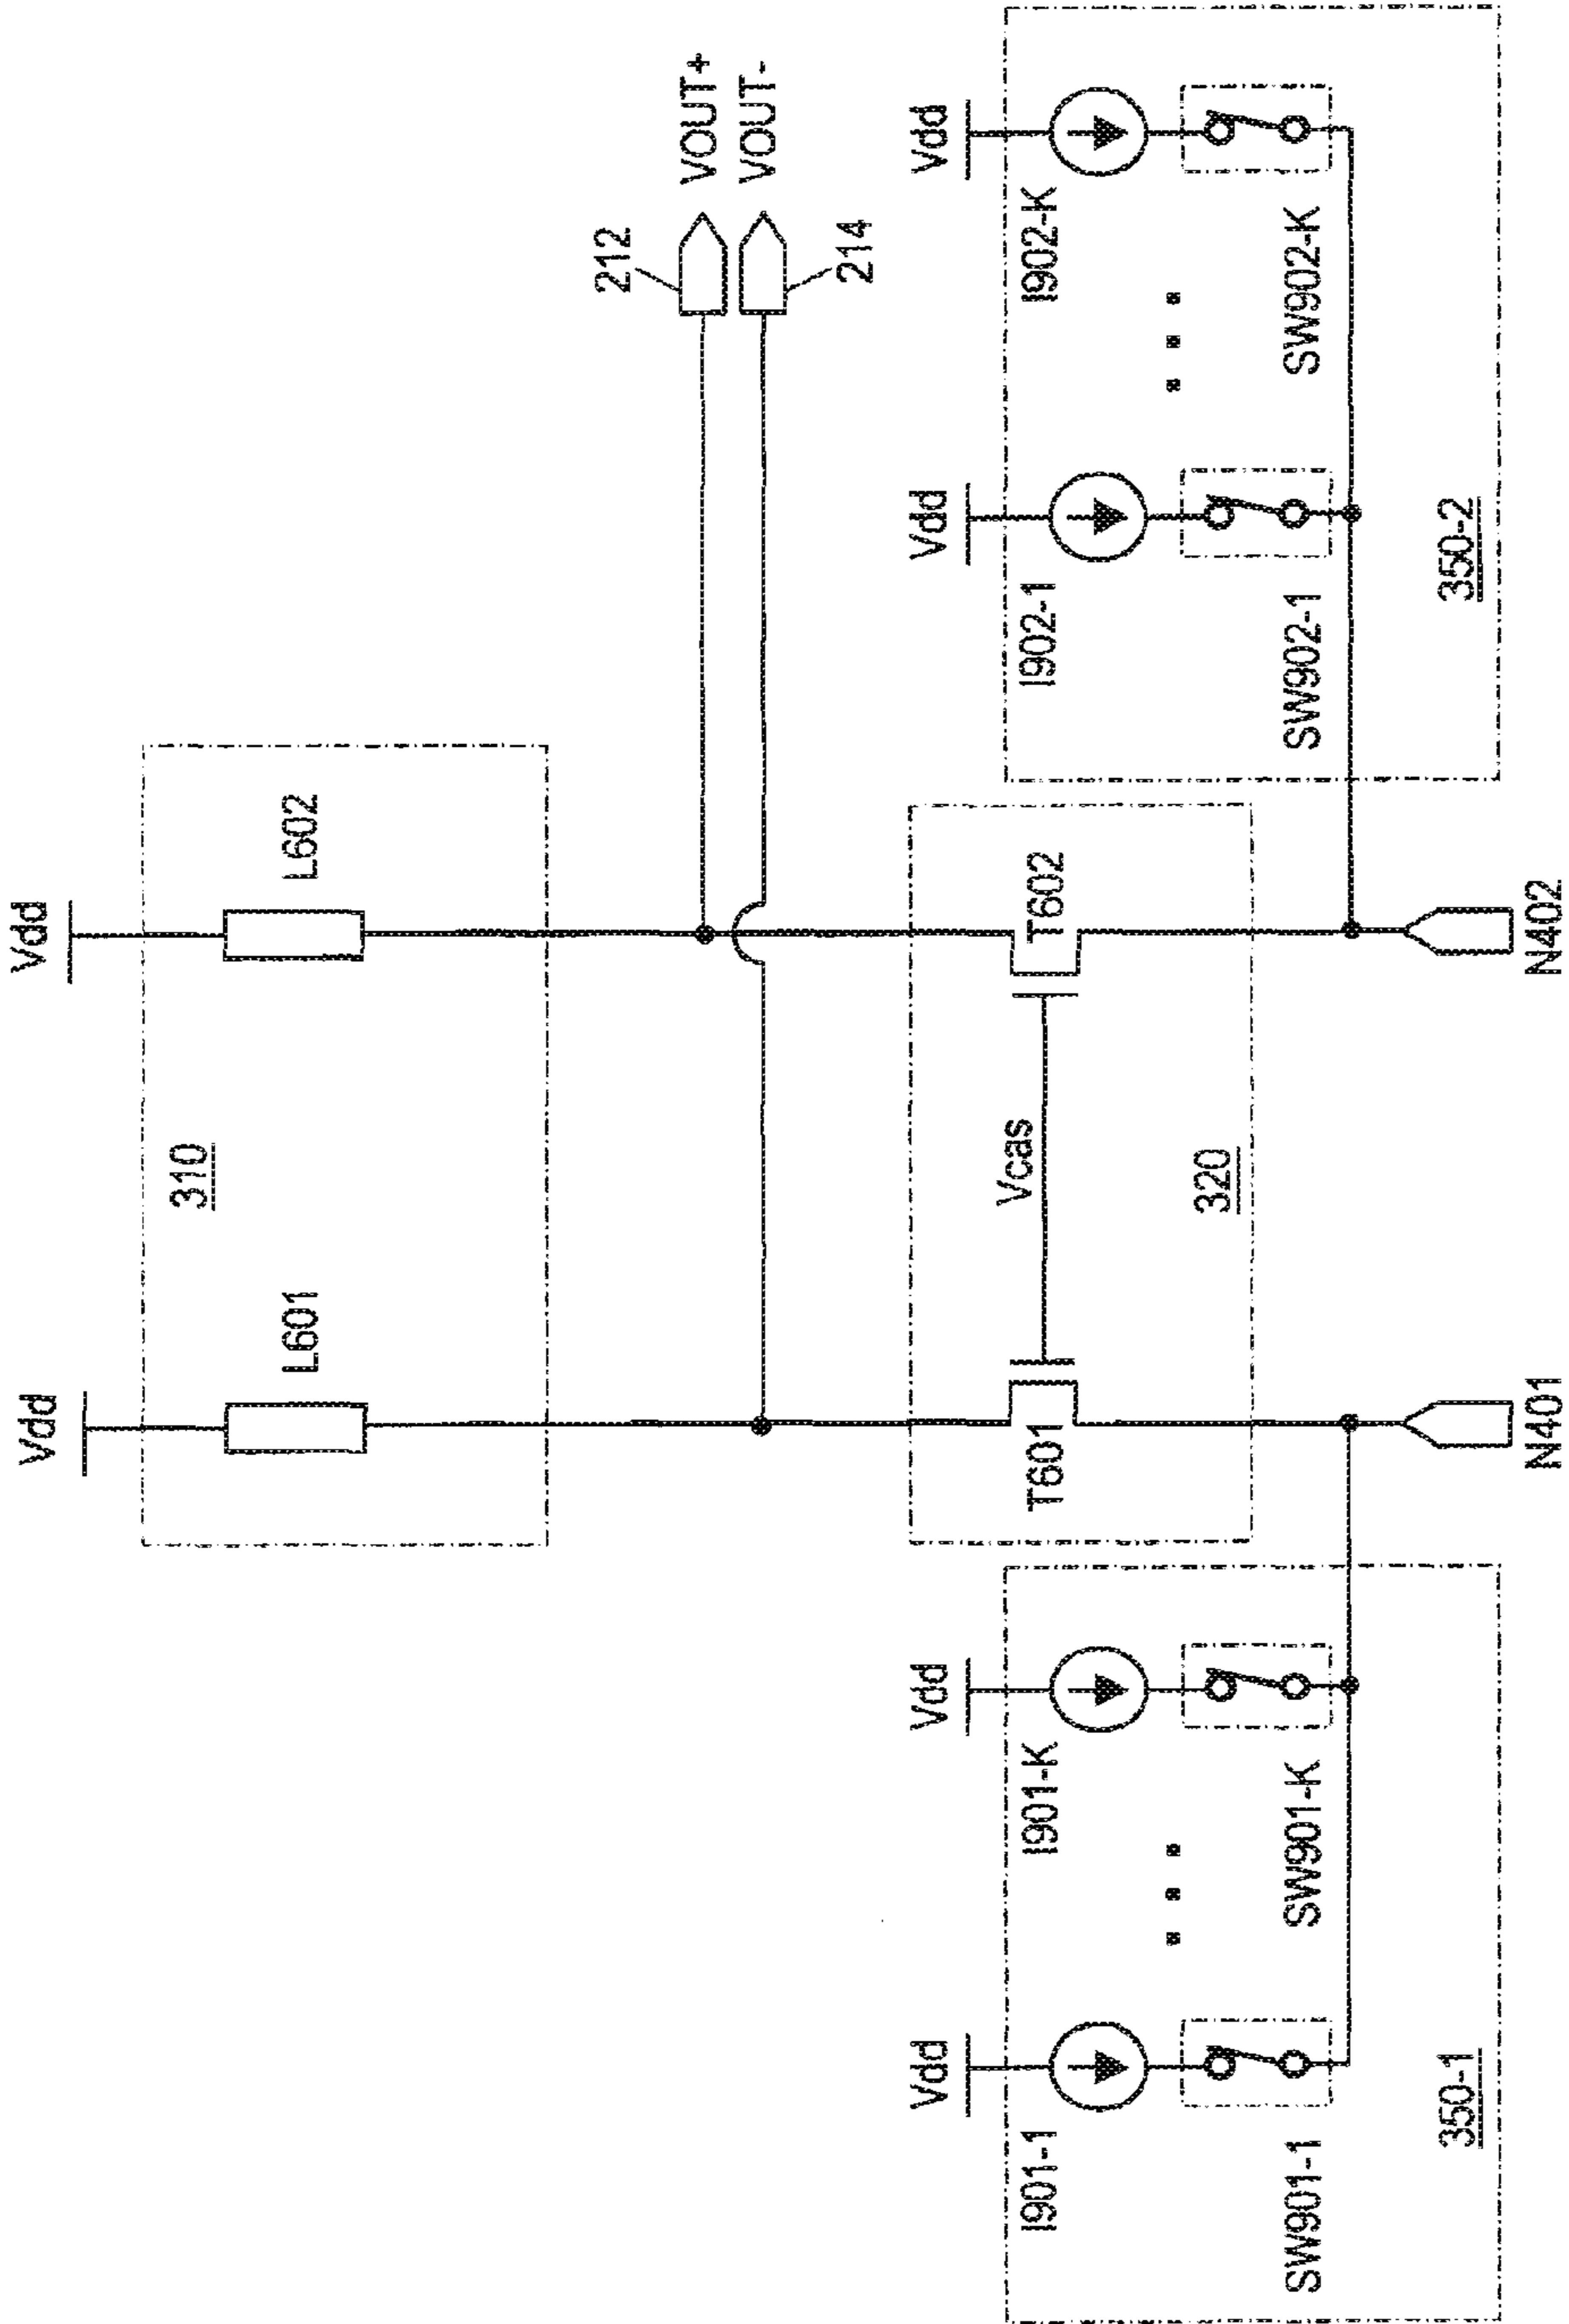 Vdd
Vdd
L601
L602
310
212
VOUT+
VOUT-
214
Vdd
Vdd
Vdd
Vdd
I901-1
I901-K
T601
Vcas
T602
I902-1
I902-K
320
SW901-1
SW901-K
SW902-1
SW902-K
350-1
350-2
N401
N402